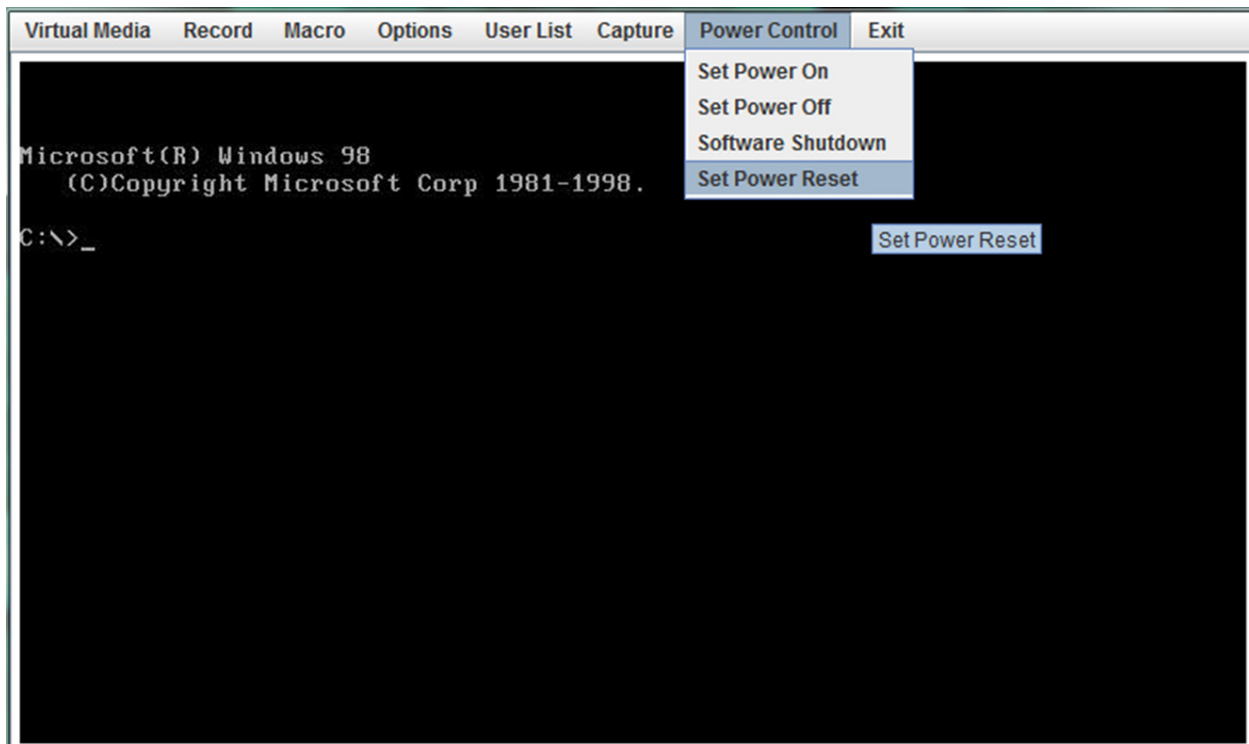 Virtual Media Record Macro Options User List Capture Power Control Exit
Set Power On
Set Power Off
Software Shutdown
Set Power Reset
Microsoft(R) Windows 98
(C)Copyright Microsoft Corp 1981-1998.
C:\>_
Set Power Reset